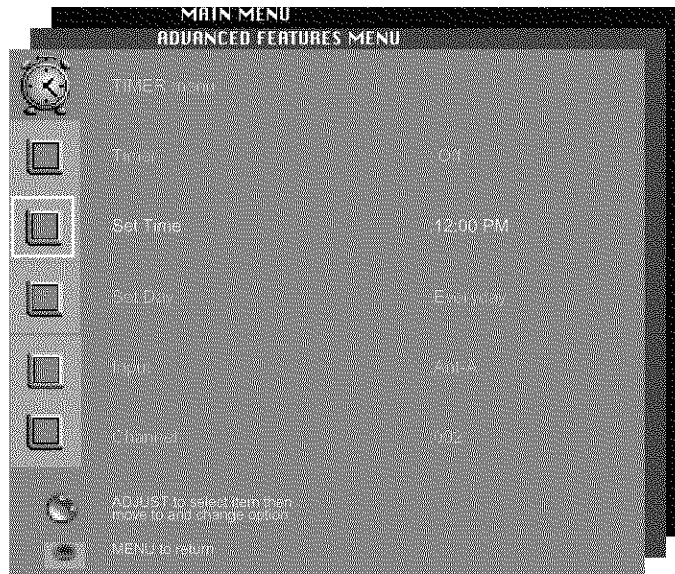 MAIN MENU
ADVANCED FEATURES MENU
TIMER menu
Timer Off
Set Time 12:00 PM
Set Day Everyday
Input Ant-A
Channel 002
ADJUST to select item then
move to and change option
MENU to return